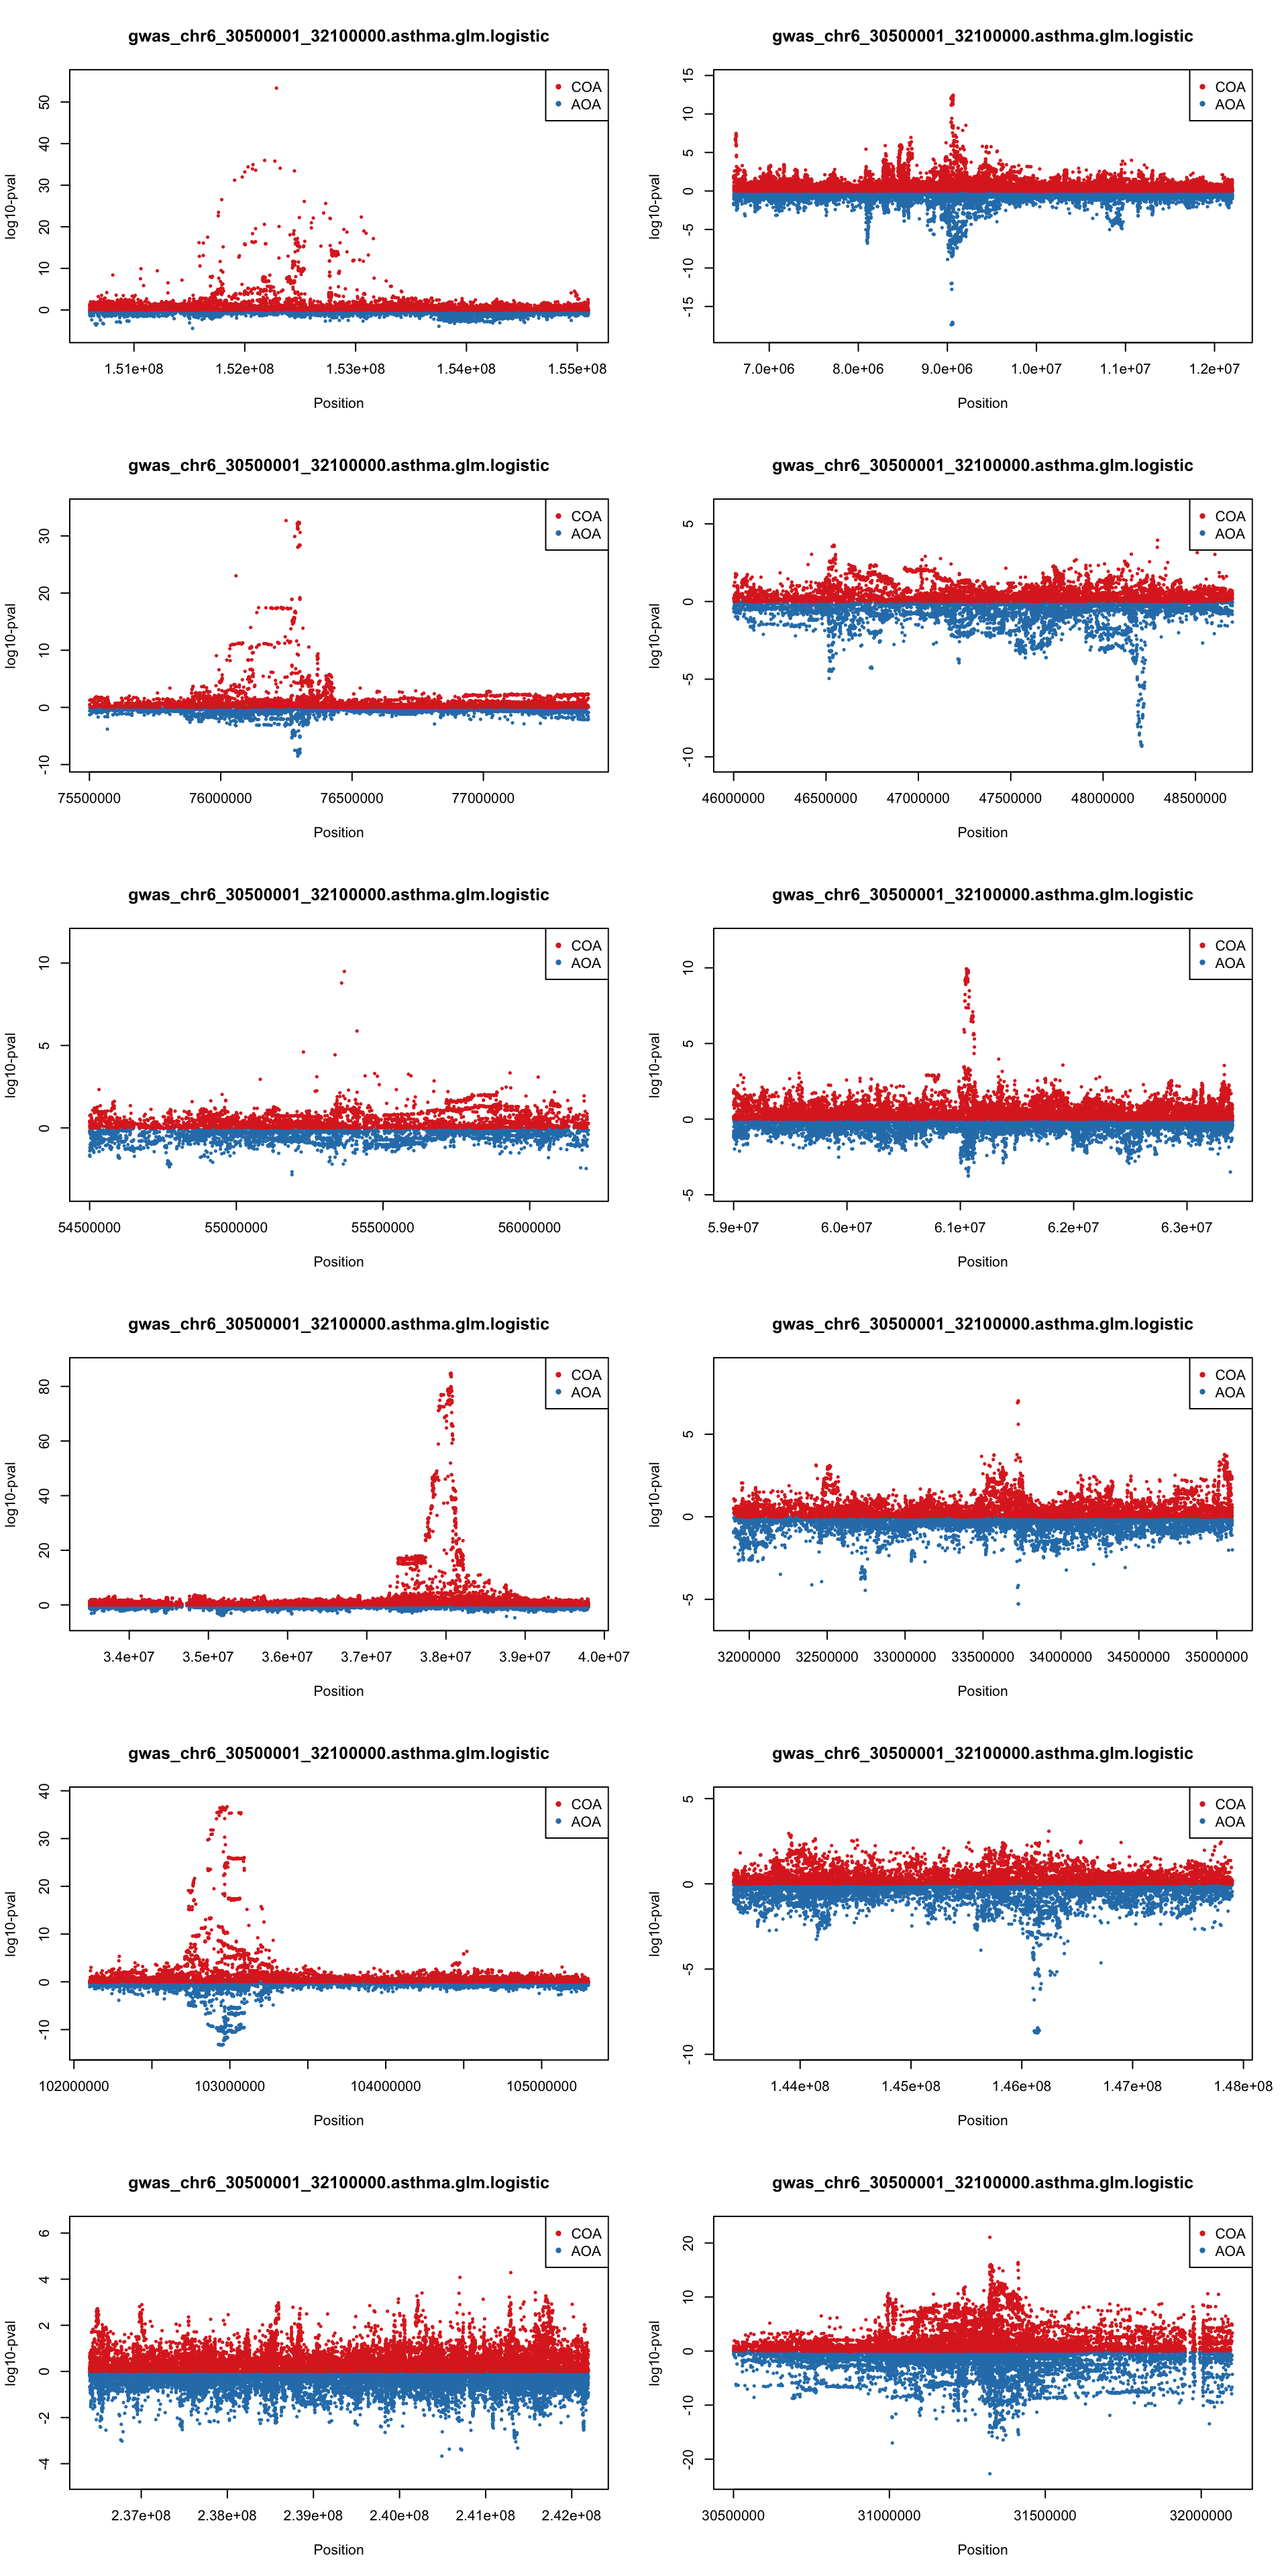 gwas_chr6_30500001_32100000.asthma.glm.logistic
COA
AOA
50
40
30
20
10
0
log10-pval
1.51e+08 1.52e+08 1.53e+08 1.54e+08 1.55e+08
Position
gwas_chr6_30500001_32100000.asthma.glm.logistic
COA
AOA
15
10
5
0
-5
-10
-15
log10-pval
7.0e+06 8.0e+06 9.0e+06 1.0e+07 1.1e+07 1.2e+07
Position
gwas_chr6_30500001_32100000.asthma.glm.logistic
COA
AOA
30
20
10
0
-10
log10-pval
75500000 76000000 76500000 77000000
Position
gwas_chr6_30500001_32100000.asthma.glm.logistic
COA
AOA
5
0
-5
-10
log10-pval
46000000 46500000 47000000 47500000 48000000 48500000
Position
gwas_chr6_30500001_32100000.asthma.glm.logistic
COA
AOA
10
5
0
log10-pval
54500000 55000000 55500000 56000000
Position
gwas_chr6_30500001_32100000.asthma.glm.logistic
COA
AOA
10
5
0
-5
log10-pval
5.9e+07 6.0e+07 6.1e+07 6.2e+07 6.3e+07
Position
gwas_chr6_30500001_32100000.asthma.glm.logistic
COA
AOA
80
60
40
20
0
log10-pval
3.4e+07 3.5e+07 3.6e+07 3.7e+07 3.8e+07 3.9e+07 4.0e+07
Position
gwas_chr6_30500001_32100000.asthma.glm.logistic
COA
AOA
5
0
-5
log10-pval
32000000 32500000 33000000 33500000 34000000 34500000 35000000
Position
gwas_chr6_30500001_32100000.asthma.glm.logistic
COA
AOA
40
30
20
10
0
-10
log10-pval
102000000 103000000 104000000 105000000
Position
gwas_chr6_30500001_32100000.asthma.glm.logistic
COA
AOA
5
0
-5
-10
log10-pval
1.44e+08 1.45e+08 1.46e+08 1.47e+08 1.48e+08
Position
gwas_chr6_30500001_32100000.asthma.glm.logistic
COA
AOA
6
4
2
0
-2
-4
log10-pval
2.37e+08 2.38e+08 2.39e+08 2.40e+08 2.41e+08 2.42e+08
Position
gwas_chr6_30500001_32100000.asthma.glm.logistic
COA
AOA
20
10
0
-10
-20
log10-pval
30500000 31000000 31500000 32000000
Position